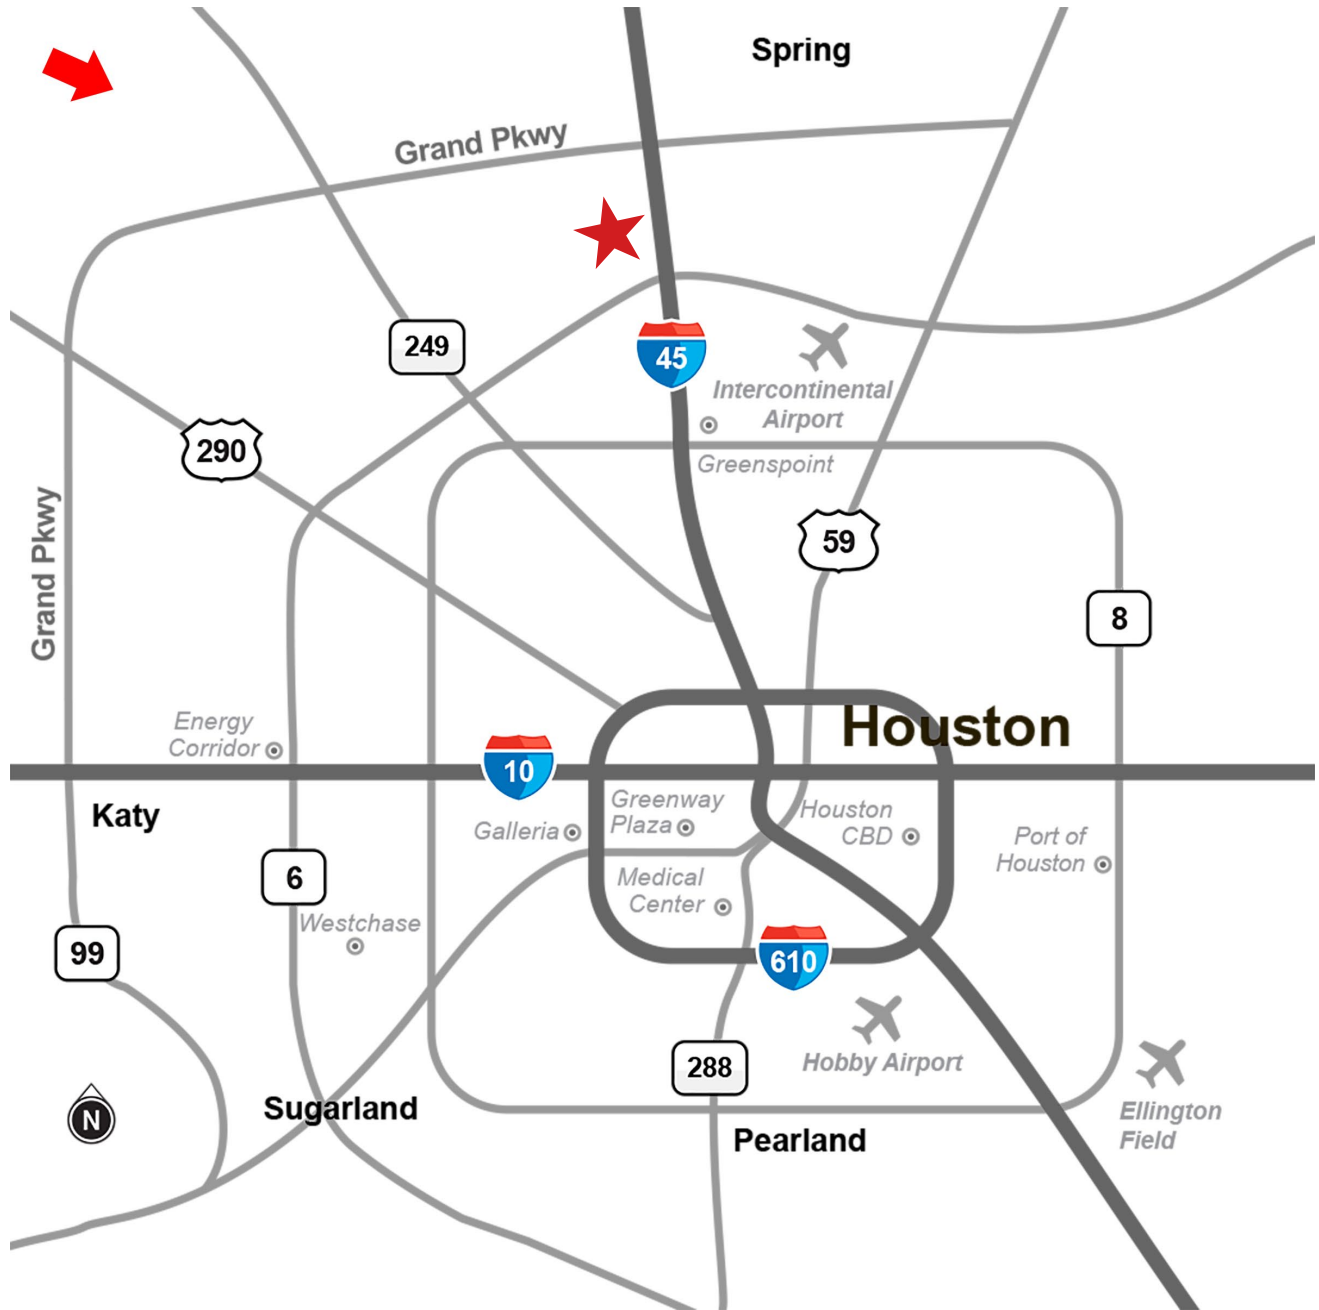 Spring
Grand Pkwy
249
45
Intercontinental
Airport
290
Greenspoint
59
Grand Pkwy
8
Energy
Corridor
Houston
10
Katy
Greenway
Plaza
Galleria
Houston
CBD
Port of
Houston
6
Medical
Center
Westchase
99
610
288
Hobby Airport
Sugarland
N
Pearland
Ellington
Field